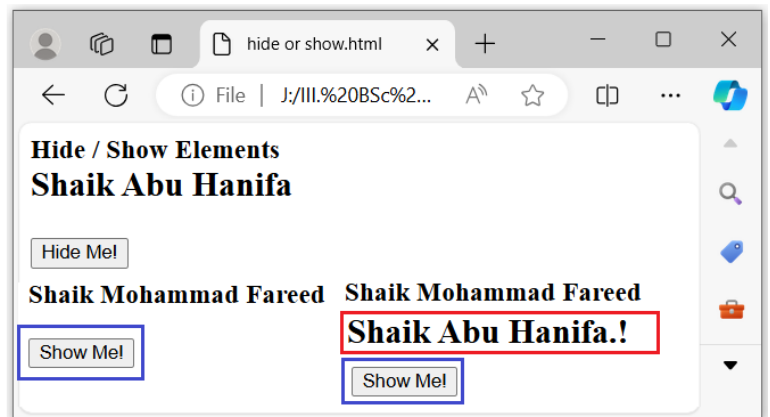 hide or show.html
File | J:/III.%20BSc%2...
Hide / Show Elements
Shaik Abu Hanifa
Hide Me!
Shaik Mohammad Fareed
Show Me!
Shaik Mohammad Fareed
Shaik Abu Hanifa.!
Show Me!